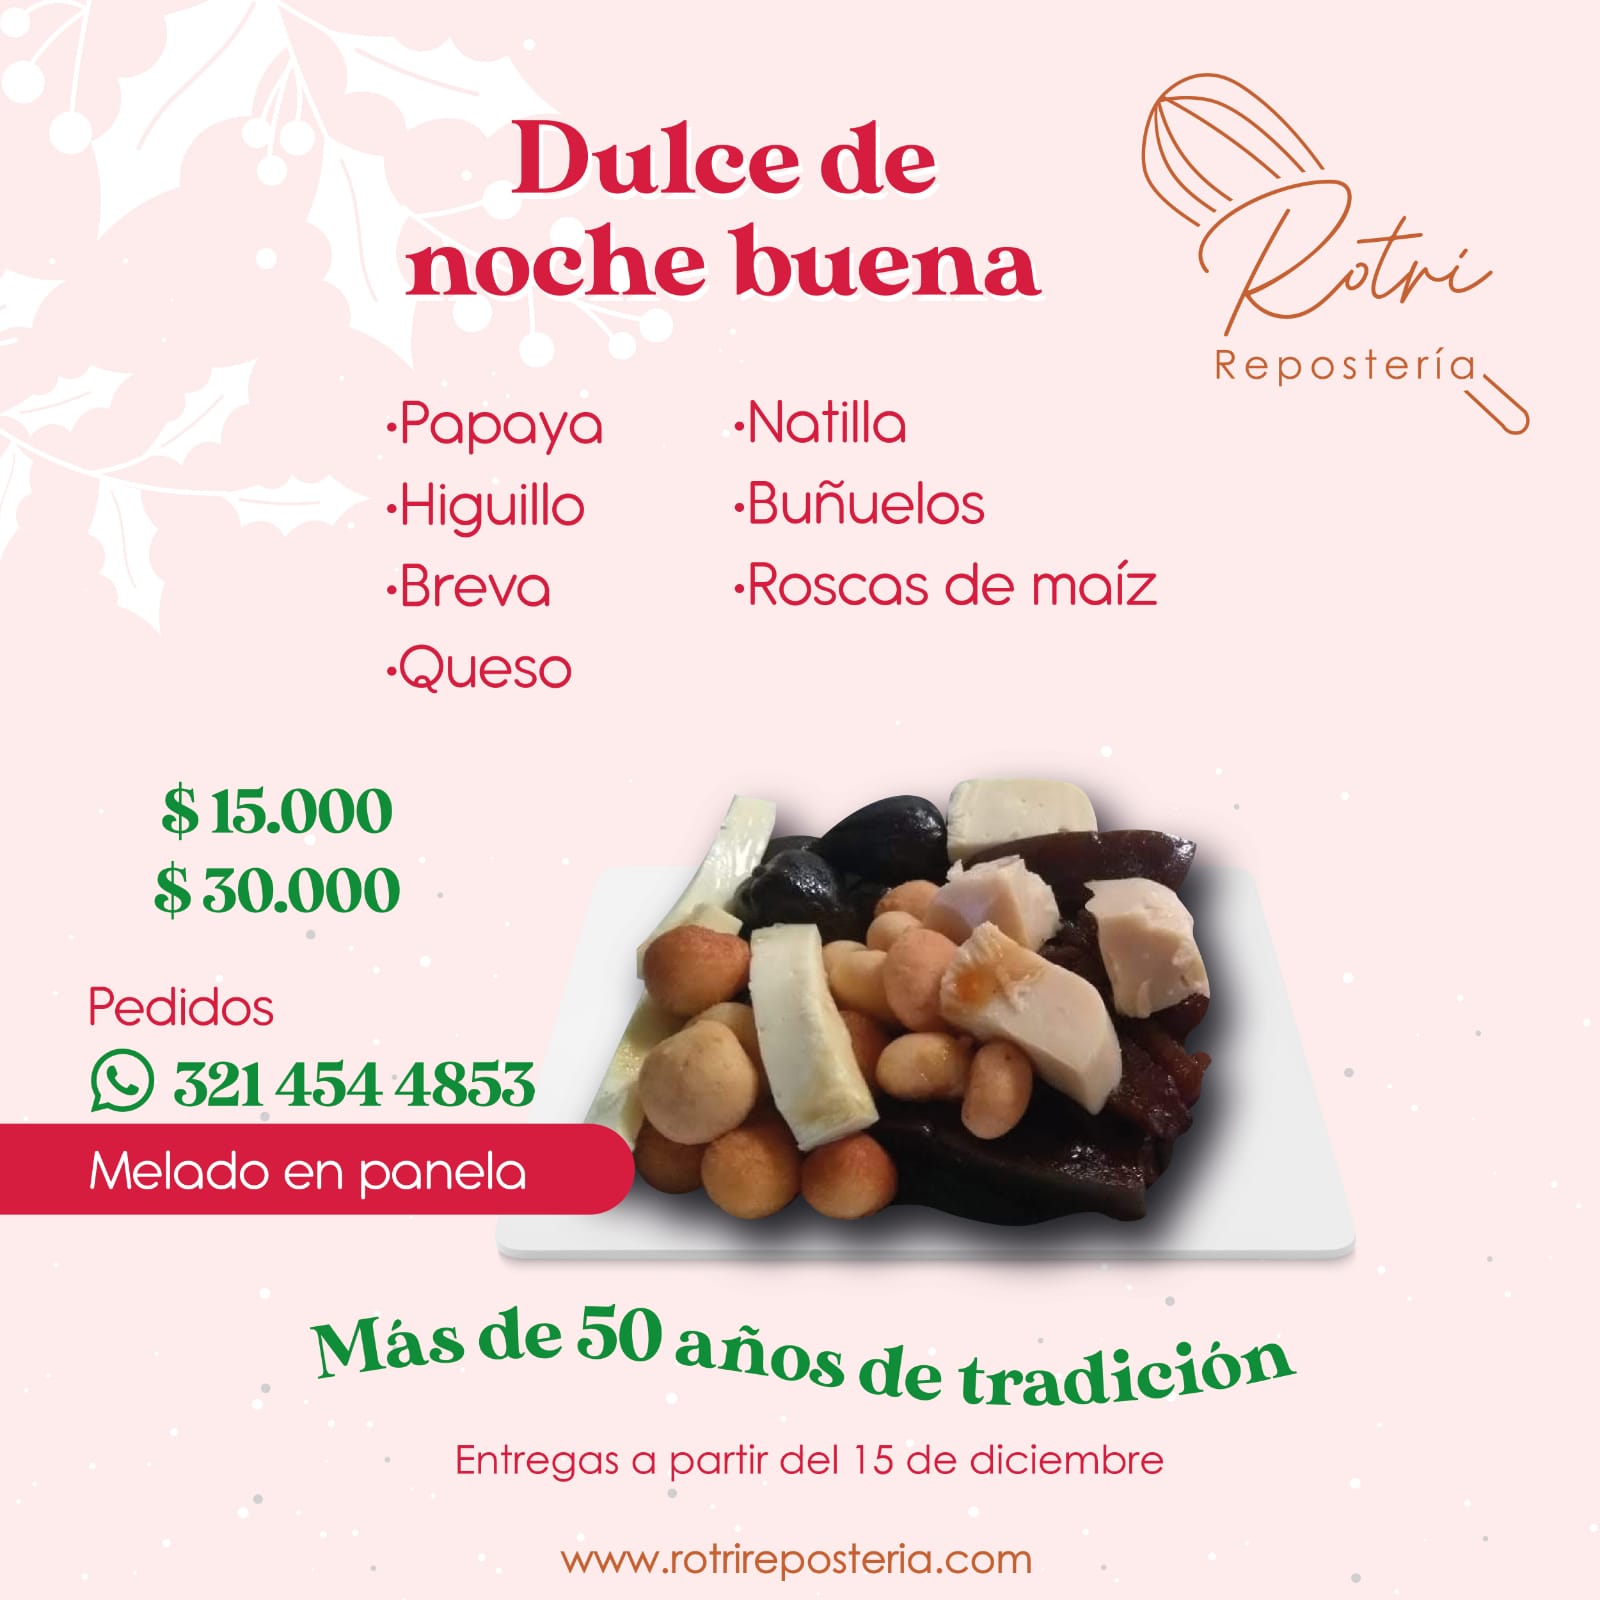 Dulce de
noche buena
Rotri
Repostería
·Papaya
·Higuillo
·Breva
·Queso
·Natilla
·Buñuelos
·Roscas de maíz
$ 15.000
$ 30.000
Pedidos
321 454 4853
Melado en panela
Más de 50 años de tradición
Entregas a partir del 15 de diciembre
www.rotrireposteria.com